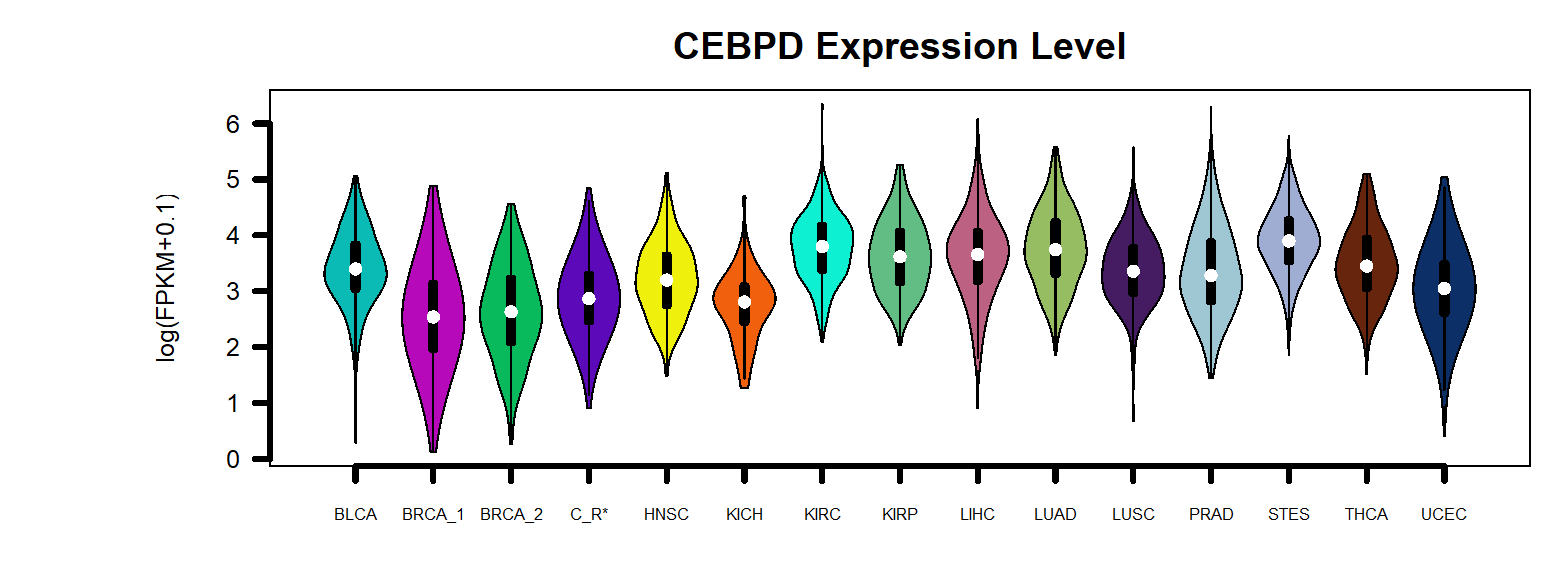 CEBPD Expression Level
log(FPKM+0.1)
6
5
4
3
2
1
0
BLCA BRCA_1 BRCA_2 C_R* HNSC KICH KIRC KIRP LIHC LUAD LUSC PRAD STES THCA UCEC